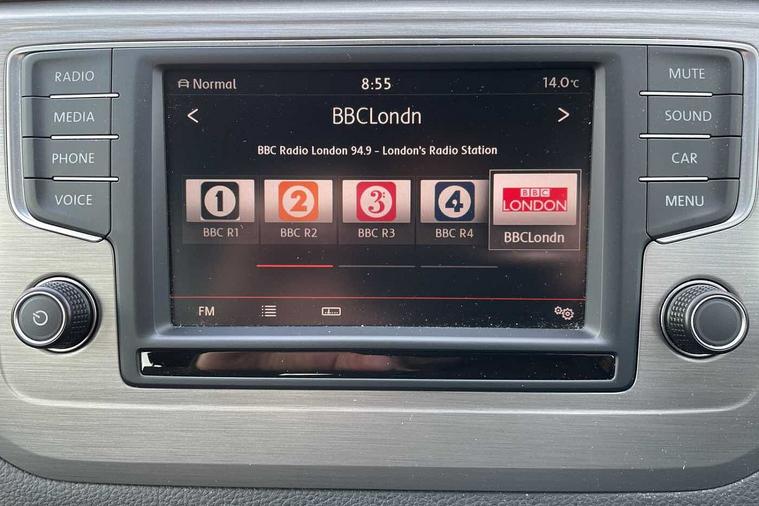 RADIO
MEDIA
PHONE
VOICE
Normal
8:55
14.0°C
< BBCLondn >
BBC Radio London 94.9 - London's Radio Station
1
2
3
4
BBC
LONDON
BBC R1
BBC R2
BBC R3
BBC R4
BBCLondn
FM
MUTE
SOUND
CAR
MENU